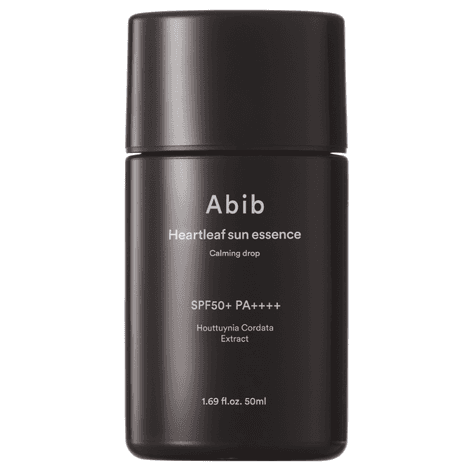 Abib
Heartleaf sun essence
Calming drop
SPF50+ PA++++
Houttuynia Cordata
Extract
1.69 fl.oz. 50ml